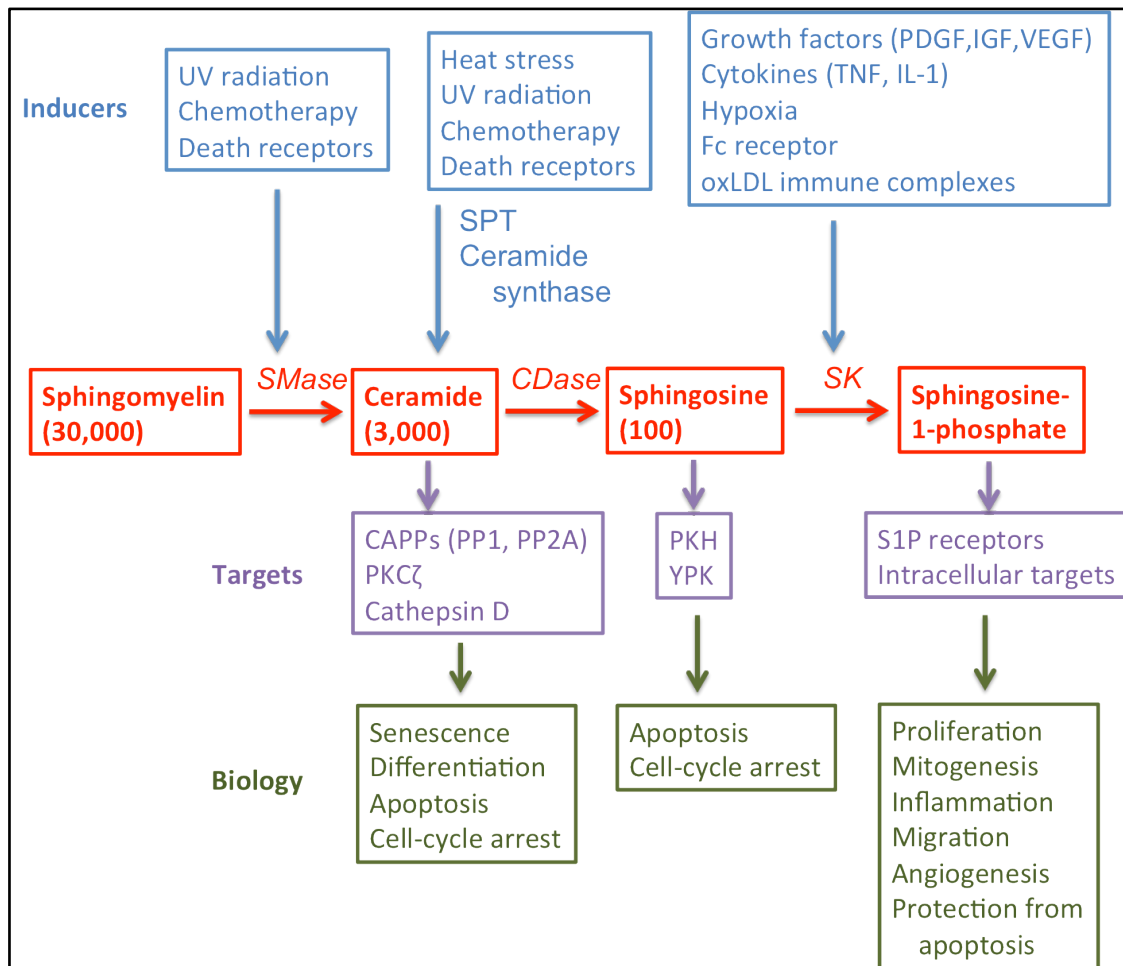 Inducers
UV radiation
Chemotherapy
Death receptors
Heat stress
UV radiation
Chemotherapy
Death receptors
Growth factors (PDGF,IGF,VEGF)
Cytokines (TNF, IL-1)
Hypoxia
Fc receptor
oxLDL immune complexes
SPT
Ceramide
synthase
Sphingomyelin
(30,000)
SMase
Ceramide
(3,000)
CDase
Sphingosine
(100)
SK
Sphingosine-
1-phosphate
Targets
CAPPs (PP1, PP2A)
PKCζ
Cathepsin D
PKH
YPK
S1P receptors
Intracellular targets
Biology
Senescence
Differentiation
Apoptosis
Cell-cycle arrest
Apoptosis
Cell-cycle arrest
Proliferation
Mitogenesis
Inflammation
Migration
Angiogenesis
Protection from
apoptosis